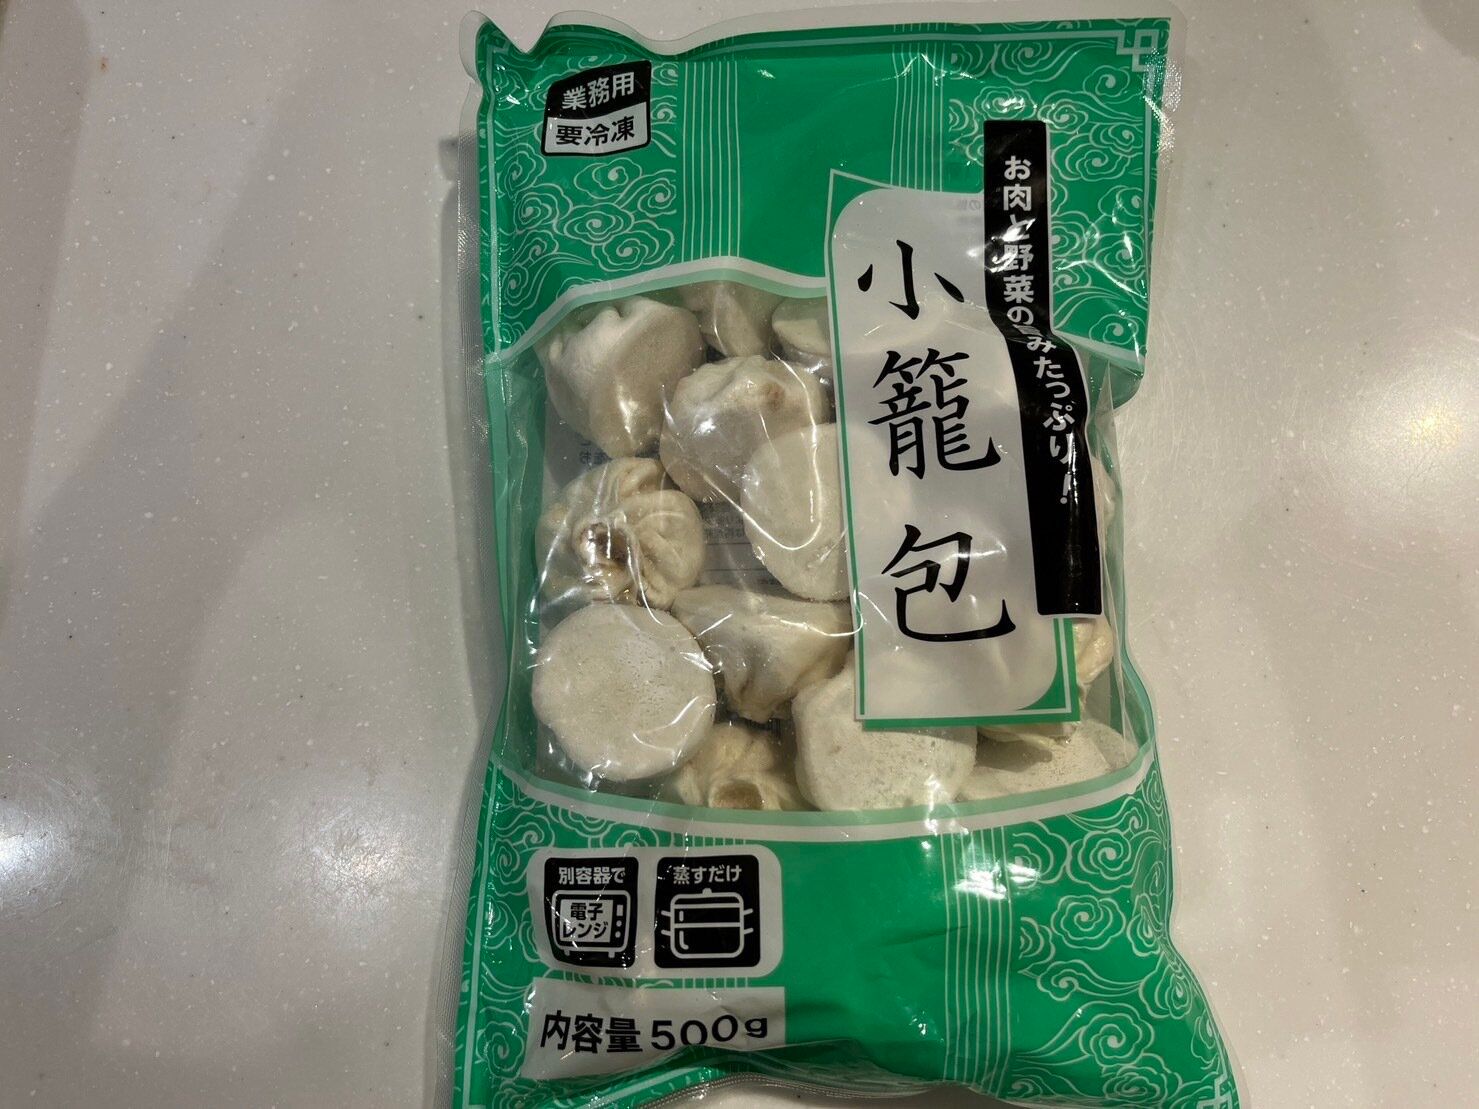 業務用
要冷凍
お肉と野菜の旨みたっぷり!
小籠包
別容器で
電子
レンジ
蒸すだけ
内容量500g